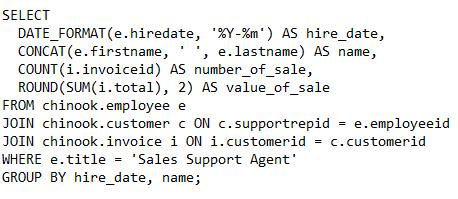 SELECT
DATE_FORMAT(e.hiredate, '%Y-%m') AS hire_date,
CONCAT(e.firstname, ' ', e.lastname) AS name,
COUNT(i.invoiceid) AS number_of_sale,
ROUND(SUM(i.total), 2) AS value_of_sale
FROM chinook.employee e
JOIN chinook.customer c ON c.supportrepid = e.employeeid
JOIN chinook.invoice i ON i.customerid = c.customerid
WHERE e.title = 'Sales Support Agent'
GROUP BY hire_date, name;